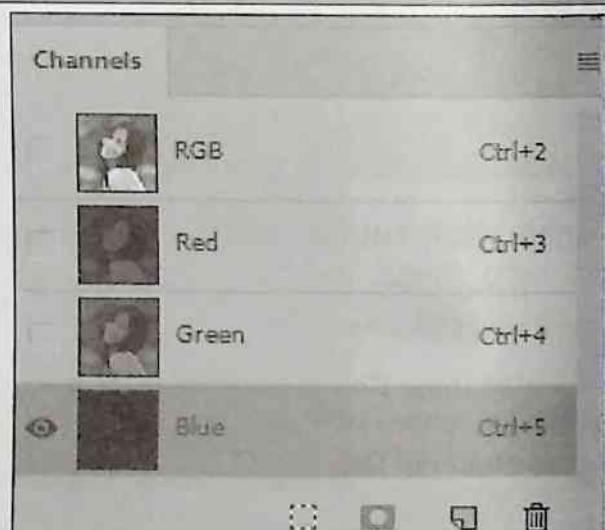 Channels
RGB Ctrl+2
Red Ctrl+3
Green Ctrl+4
Blue Ctrl+5